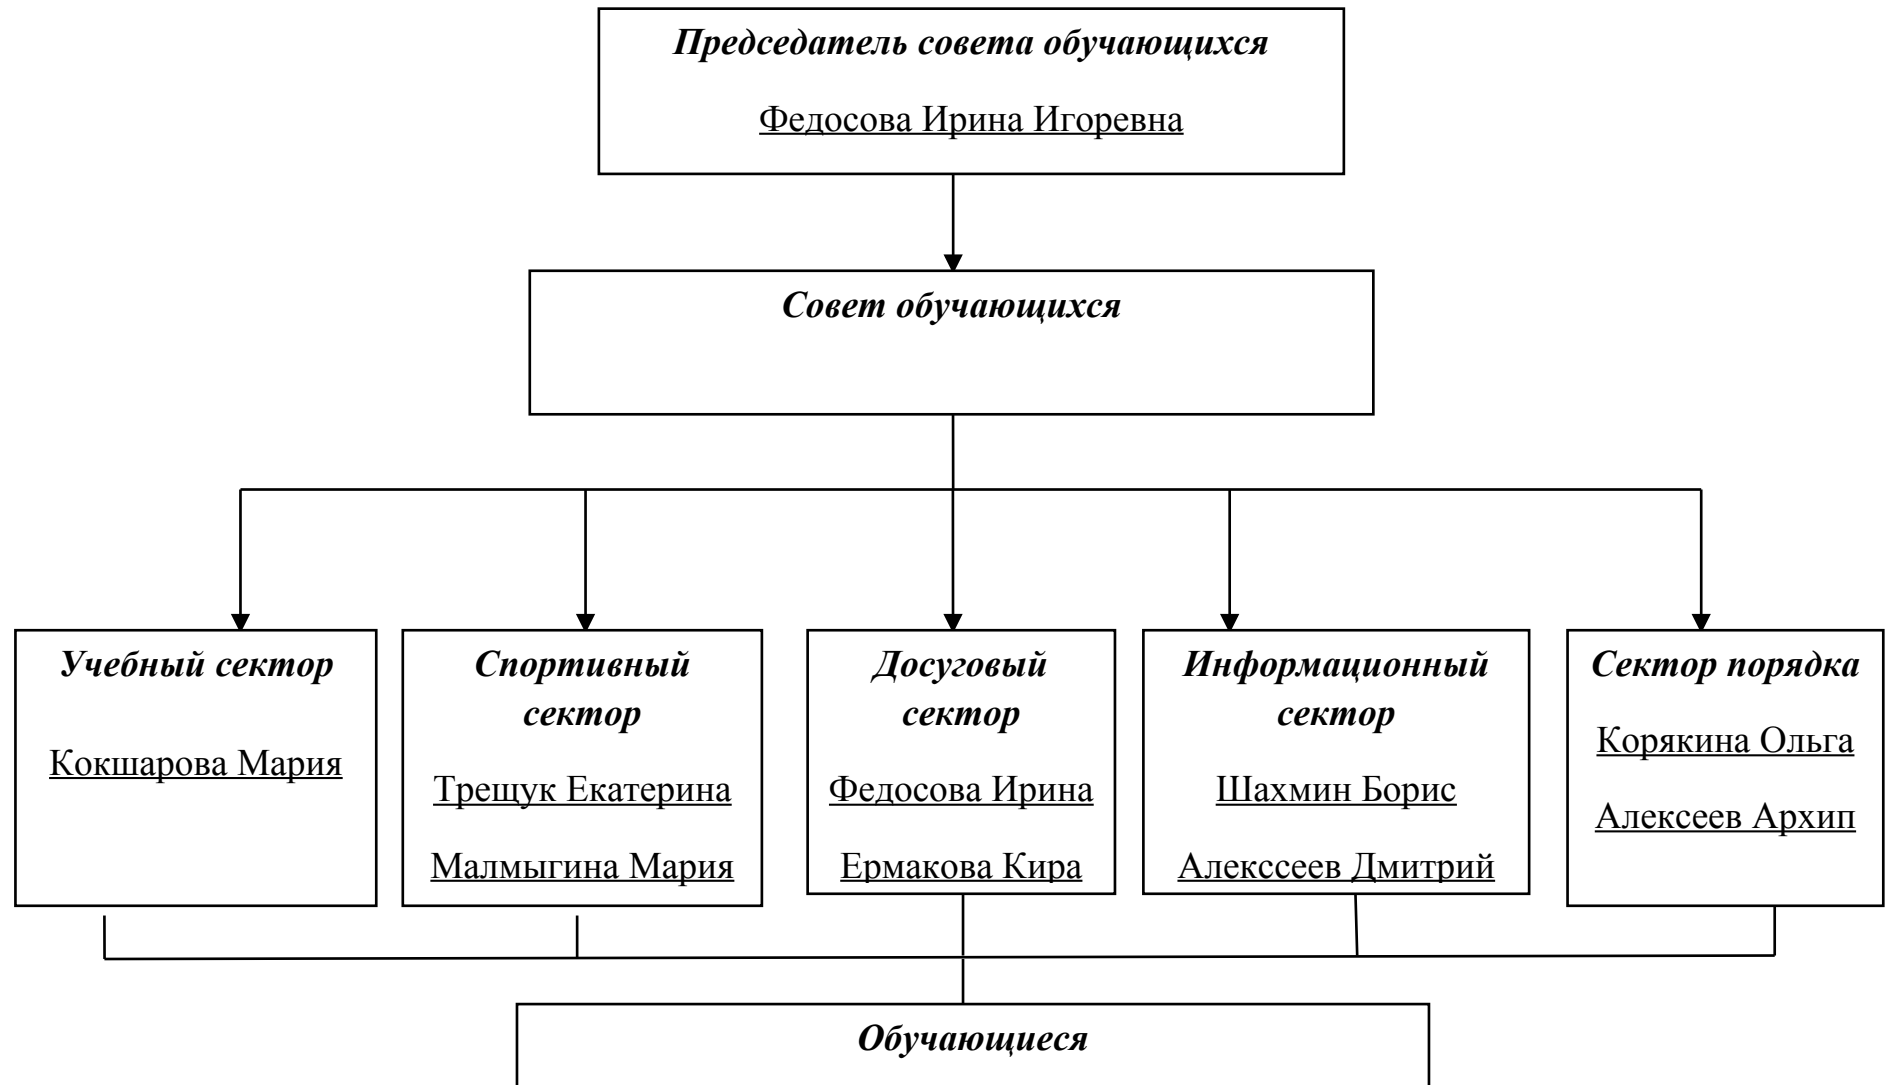 Председатель совета обучающихся
Федосова Ирина Игоревна
Совет обучающихся
Учебный сектор
Кокшарова Мария
Спортивный
сектор
Трещук Екатерина
Малмыгина Мария
Досуговый
сектор
Федосова Ирина
Ермакова Кира
Информационный
сектор
Шахмин Борис
Алекссеев Дмитрий
Сектор порядка
Корякина Ольга
Алексеев Архип
Обучающиеся